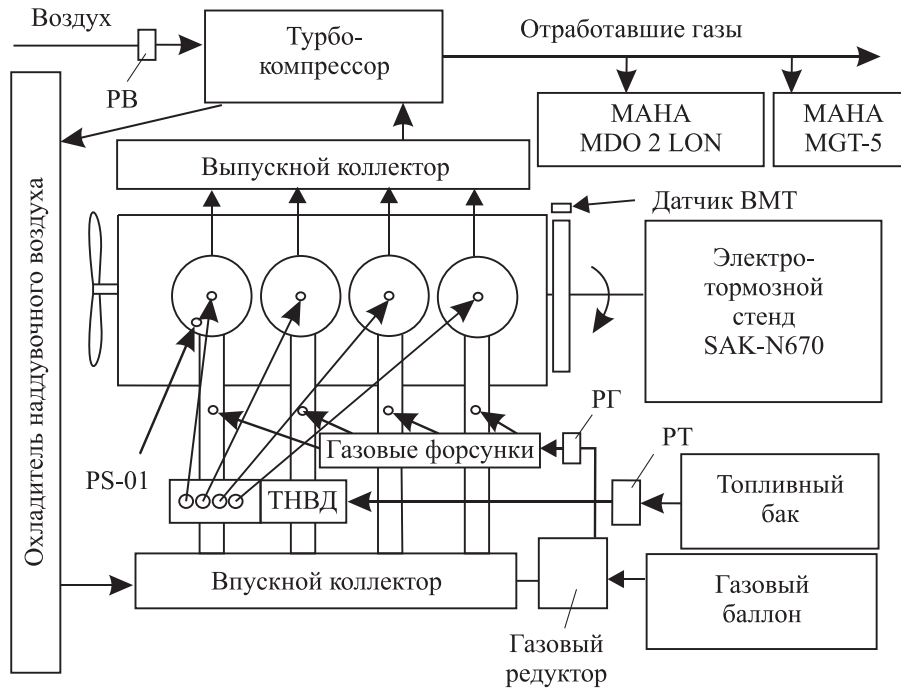 Воздух
РВ
Турбо-
компрессор
Отработавшие газы
МАНА
MDO 2 LON
МАНА
MGT-5
Выпускной коллектор
Датчик ВМТ
Охладитель наддувочного воздуха
Электро-
тормозной
стенд
SAK-N670
PS-01
Газовые форсунки
РГ
РТ
ТНВД
Топливный
бак
Впускной коллектор
Газовый
баллон
Газовый
редуктор